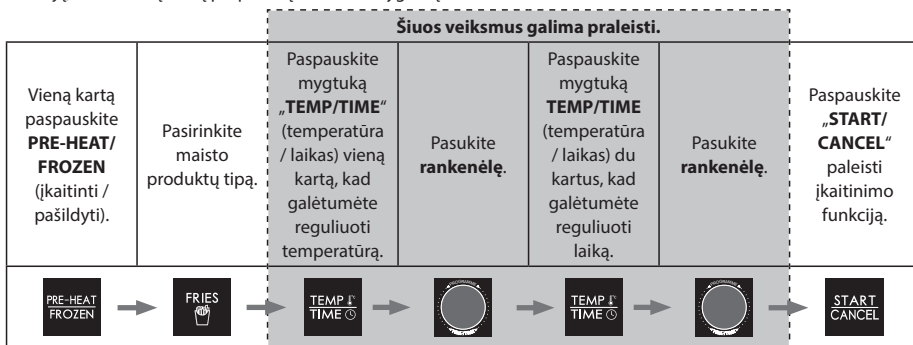 Šiuos veiksmus galima praleisti.
Vieną kartą
paspauskite
PRE-HEAT/
FROZEN
(įkaitinti /
pašildyti).
Pasirinkite
maisto
produktų tipą.
Paspauskite
mygtuką
„TEMP/TIME“
(temperatūra
/ laikas) vieną
kartą, kad
galėtumėte
reguliuoti
temperatūrą.
Pasukite
rankenėlę.
Paspauskite
mygtuką
TEMP/TIME
(temperatūra
/ laikas) du
kartus, kad
galėtumėte
reguliuoti
laiką.
Pasukite
rankenėlę.
Paspauskite
„START/
CANCEL“
paleisti
įkaitinimo
funkciją.
PRE-HEAT
FROZEN
FRIES
TEMP
TIME
TEMP
TIME
START
CANCEL